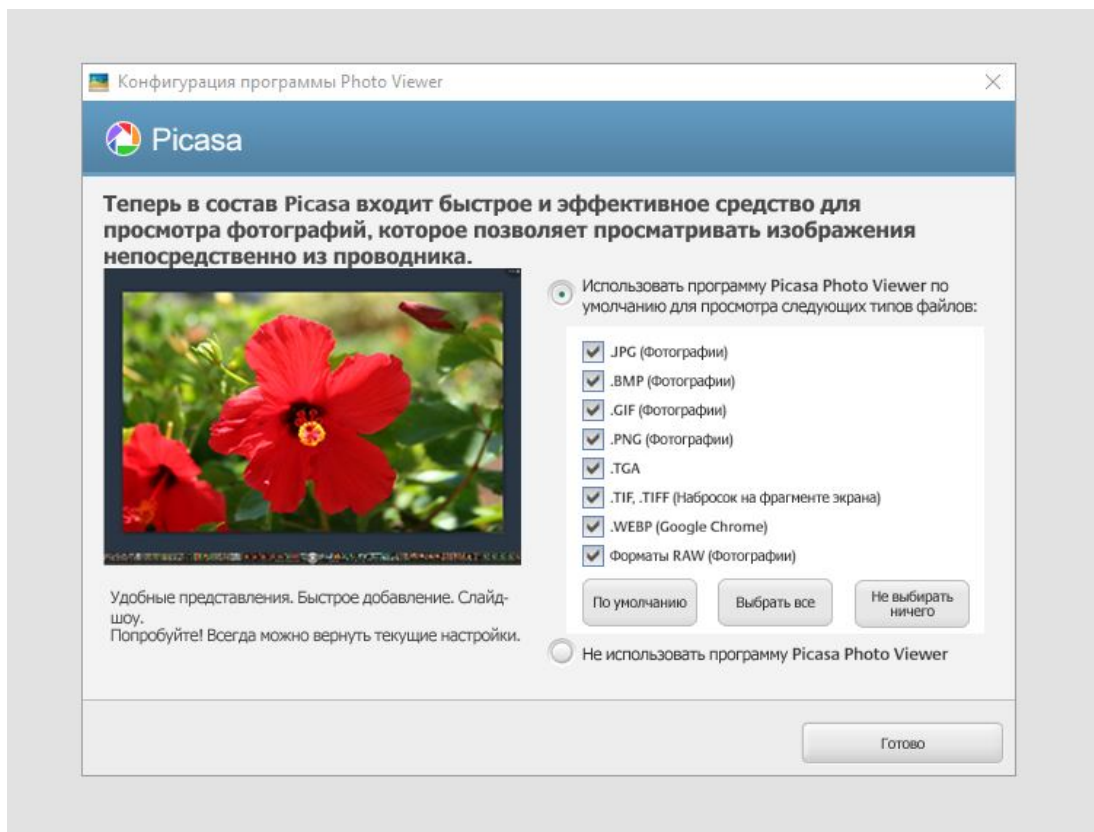 Конфигурация программы Photo Viewer
Picasa
Теперь в состав Picasa входит быстрое и эффективное средство для
просмотра фотографий, которое позволяет просматривать изображения
непосредственно из проводника.
Удобные представления. Быстрое добавление. Слайд-
шоу.
Попробуйте! Всегда можно вернуть текущие настройки.
Использовать программу Picasa Photo Viewer по
умолчанию для просмотра следующих типов файлов:
.JPG (Фотографии)
.BMP (Фотографии)
.GIF (Фотографии)
.PNG (Фотографии)
.TGA
.TIF, .TIFF (Набросок на фрагменте экрана)
.WEBP (Google Chrome)
Форматы RAW (Фотографии)
По умолчанию
Выбрать все
Не выбирать
ничего
Не использовать программу Picasa Photo Viewer
Готово